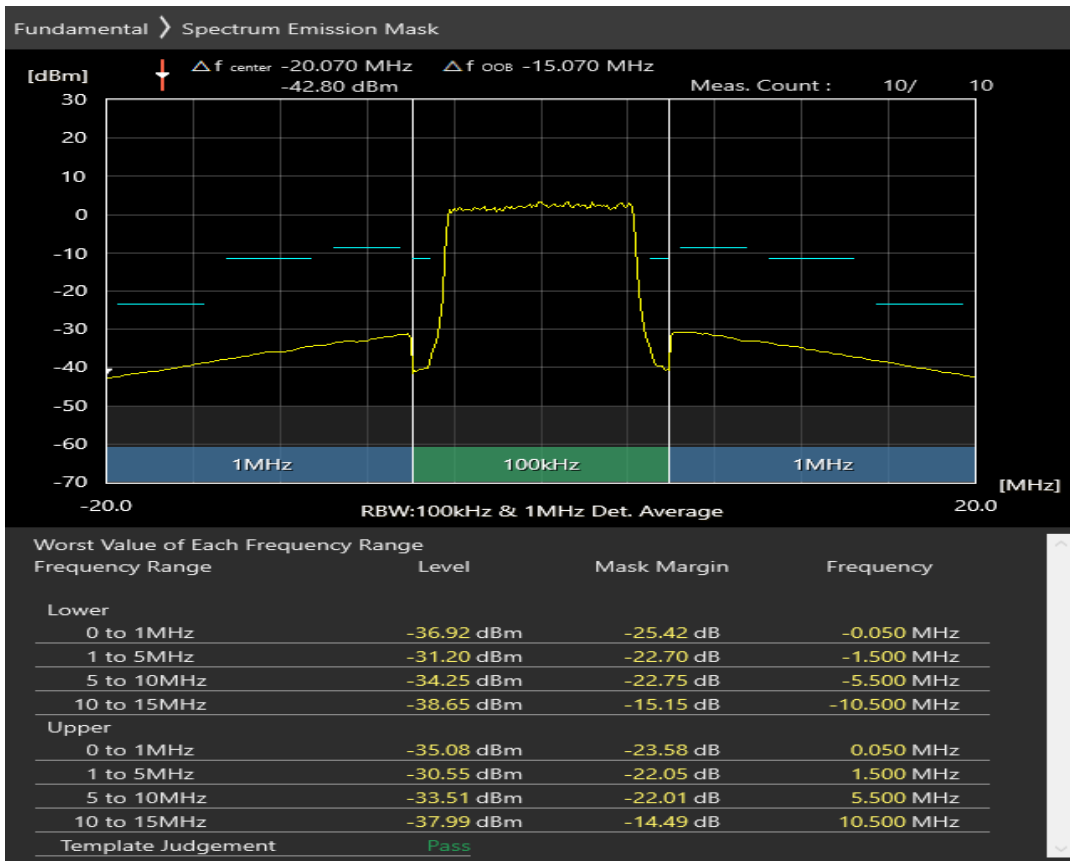 Fundamental ❯ Spectrum Emission Mask
△f center -20.070 MHz △f OOB -15.070 MHz
[dBm] -42.80 dBm Meas. Count : 10/ 10
30
20
10
0
-10
-20
-30
-40
-50
-60
1MHz 100kHz 1MHz
-70
[MHz]
-20.0 RBW:100kHz & 1MHz Det. Average 20.0
Worst Value of Each Frequency Range
Frequency Range Level Mask Margin Frequency
Lower
0 to 1MHz -36.92 dBm -25.42 dB -0.050 MHz
1 to 5MHz -31.20 dBm -22.70 dB -1.500 MHz
5 to 10MHz -34.25 dBm -22.75 dB -5.500 MHz
10 to 15MHz -38.65 dBm -15.15 dB -10.500 MHz
Upper
0 to 1MHz -35.08 dBm -23.58 dB 0.050 MHz
1 to 5MHz -30.55 dBm -22.05 dB 1.500 MHz
5 to 10MHz -33.51 dBm -22.01 dB 5.500 MHz
10 to 15MHz -37.99 dBm -14.49 dB 10.500 MHz
Template Judgement Pass